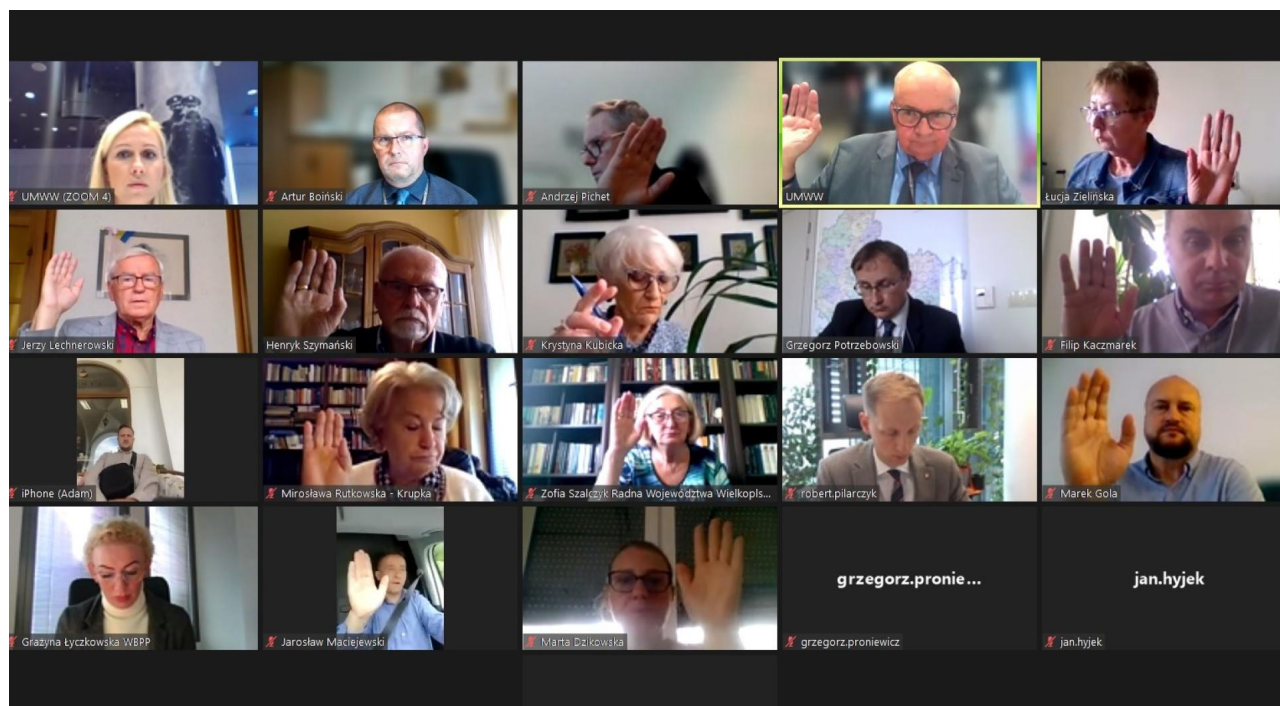 UMWW (ZOOM 4)
Artur Boiński
Andrzej Pichet
UMWW
Łucja Zielińska
Jerzy Lechnerowski
Henryk Szymański
Krystyna Kubicka
Grzegorz Potrzebowski
Filip Kaczmarek
iPhone (Adam)
Mirosława Rutkowska - Krupka
Zofia Szalczyk Radna Województwa Wielkopls...
robert.pilarczyk
Marek Gola
Grażyna Łyczkowska WBPP
Jarosław Maciejewski
Marta Dzikowska
grzegorz.pronie...
grzegorz.proniewicz
jan.hyjek
jan.hyjek